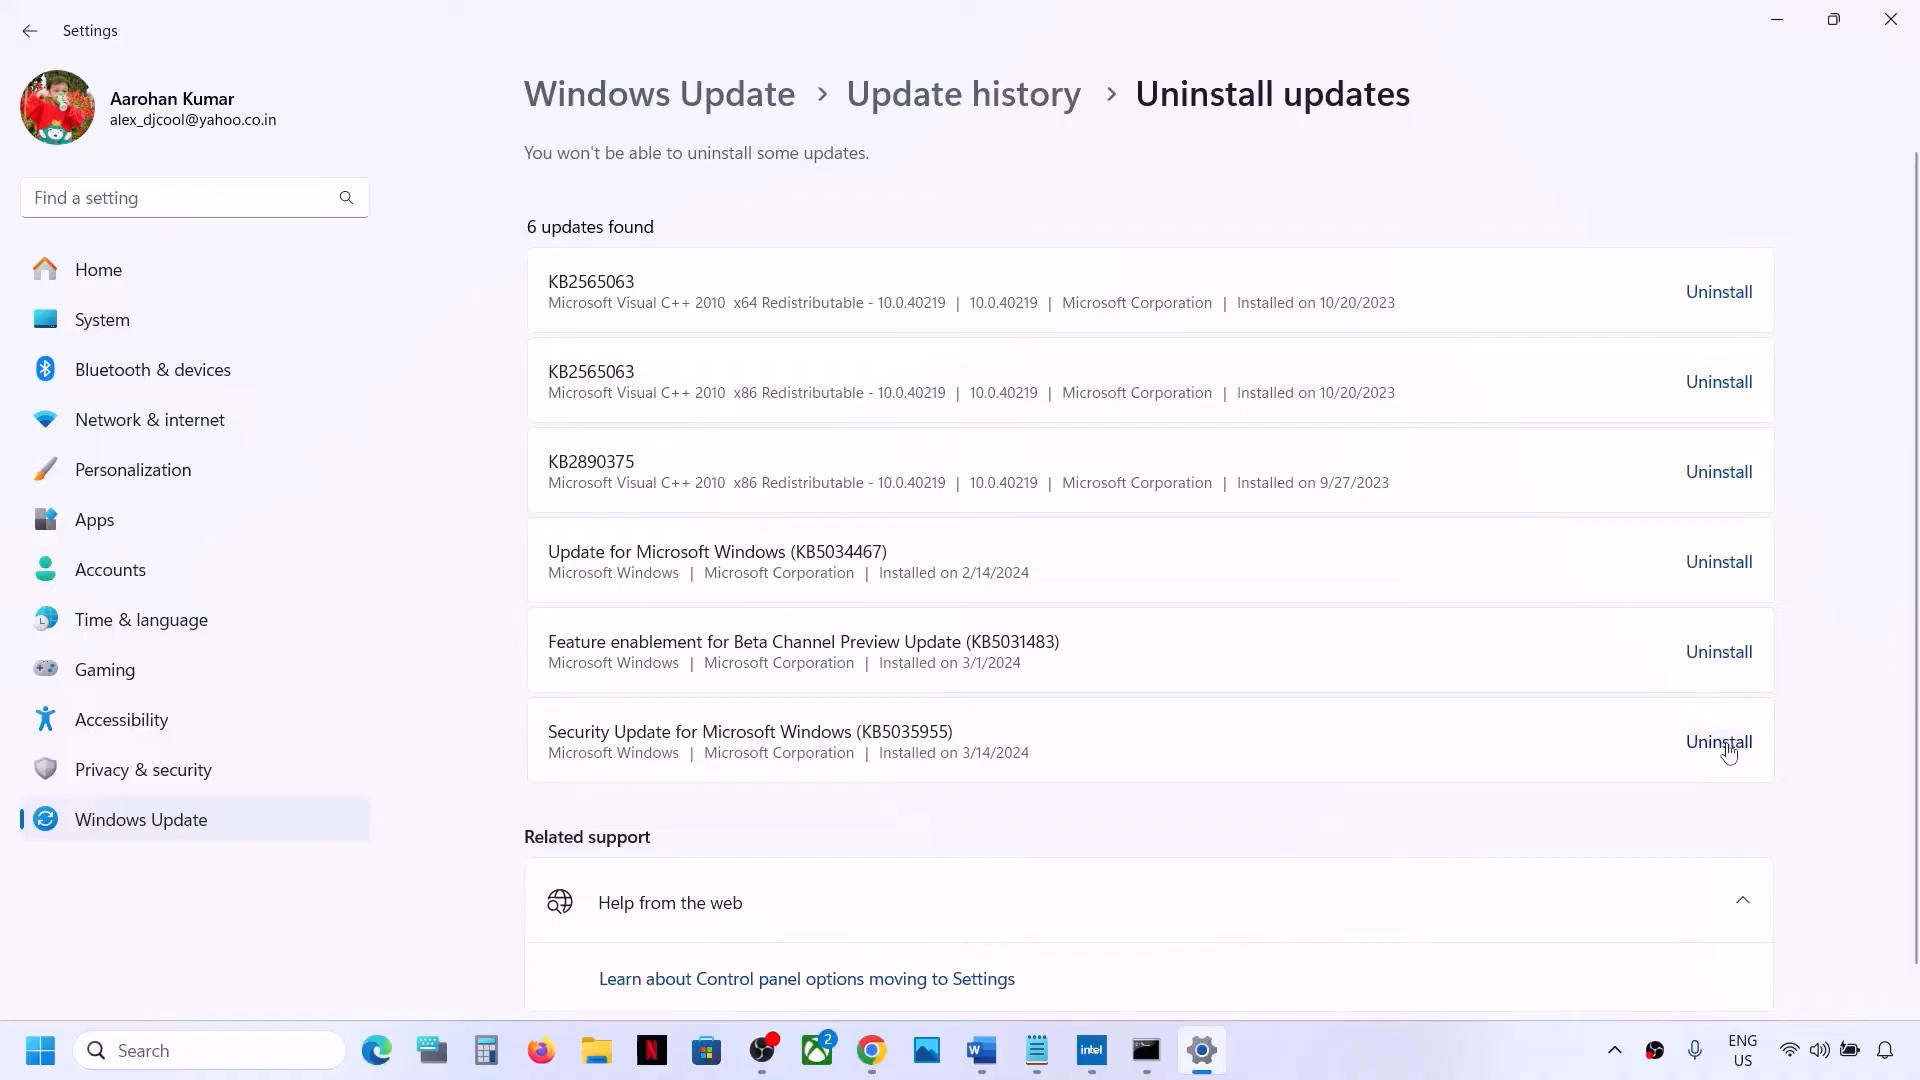 Settings
Aarohan Kumar
alex_djcool@yahoo.co.in
Find a setting
Home
System
Bluetooth & devices
Network & internet
Personalization
Apps
Accounts
Time & language
Gaming
Accessibility
Privacy & security
Windows Update
Windows Update > Update history > Uninstall updates
You won't be able to uninstall some updates.
6 updates found
KB2565063
Microsoft Visual C++ 2010 x64 Redistributable - 10.0.40219 | 10.0.40219 | Microsoft Corporation | Installed on 10/20/2023
Uninstall
KB2565063
Microsoft Visual C++ 2010 x86 Redistributable - 10.0.40219 | 10.0.40219 | Microsoft Corporation | Installed on 10/20/2023
Uninstall
KB2890375
Microsoft Visual C++ 2010 x86 Redistributable - 10.0.40219 | 10.0.40219 | Microsoft Corporation | Installed on 9/27/2023
Uninstall
Update for Microsoft Windows (KB5034467)
Microsoft Windows | Microsoft Corporation | Installed on 2/14/2024
Uninstall
Feature enablement for Beta Channel Preview Update (KB5031483)
Microsoft Windows | Microsoft Corporation | Installed on 3/1/2024
Uninstall
Security Update for Microsoft Windows (KB5035955)
Microsoft Windows | Microsoft Corporation | Installed on 3/14/2024
Uninstall
Related support
Help from the web
Learn about Control panel options moving to Settings
Search
N
2
W
intel
ENG
US